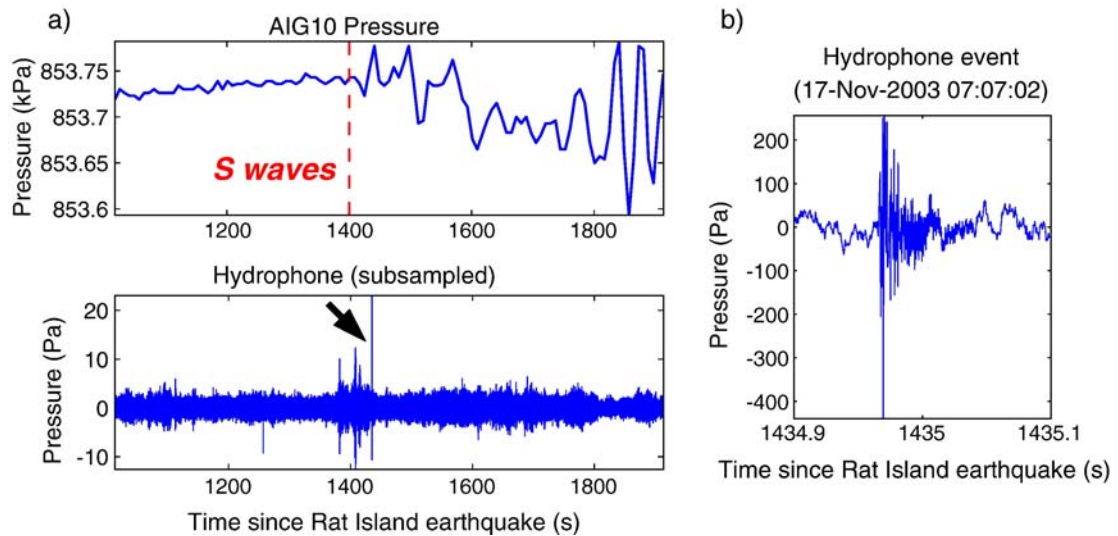 a)
AIG10 Pressure
Pressure (kPa)
853.75
853.7
853.65
853.6
S waves
1200
1400
1600
1800
Hydrophone (subsampled)
Pressure (Pa)
20
10
0
-10
1200
1400
1600
1800
Time since Rat Island earthquake (s)
b)
Hydrophone event
(17-Nov-2003 07:07:02)
Pressure (Pa)
200
100
0
-100
-200
-300
-400
1434.9
1435
1435.1
Time since Rat Island earthquake (s)